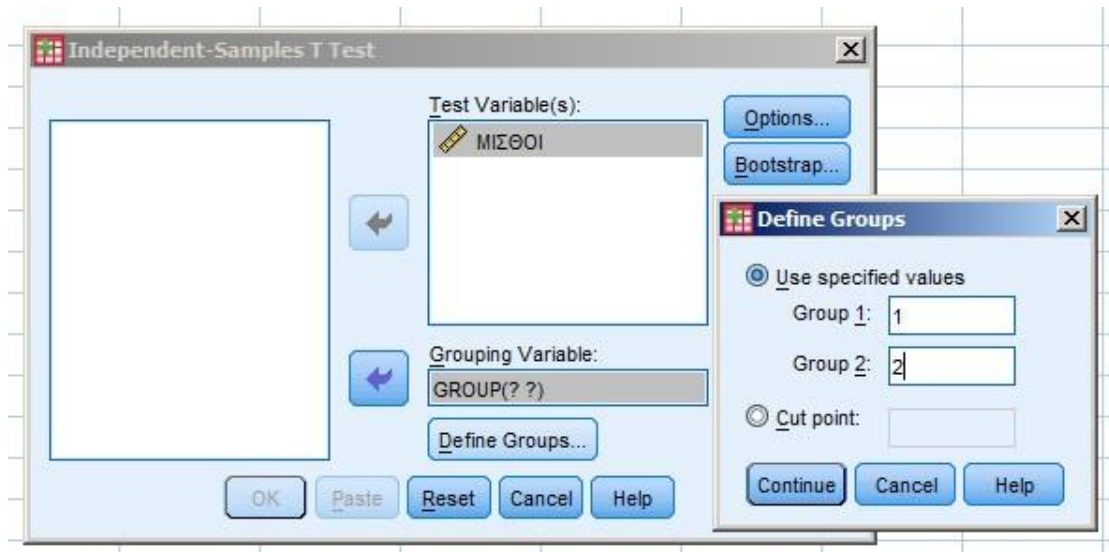 Independent-Samples T Test
Test Variable(s):
ΜΙΣΘΟΙ
Options...
Bootstrap...
Grouping Variable:
GROUP(? ?)
Define Groups...
OK Paste Reset Cancel Help
Define Groups
Use specified values
Group 1: 1
Group 2: 2
Cut point:
Continue Cancel Help